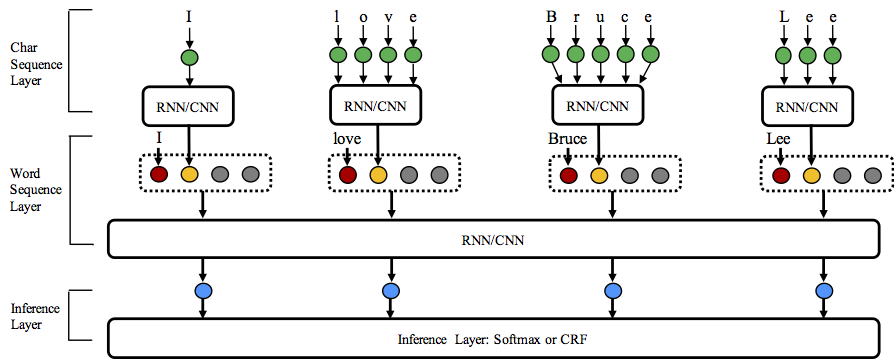 I l o v e B r u c e L e e
Char
Sequence
Layer
RNN/CNN RNN/CNN RNN/CNN RNN/CNN
I love Bruce Lee
Word
Sequence
Layer
RNN/CNN
Inference
Layer
Inference Layer: Softmax or CRF